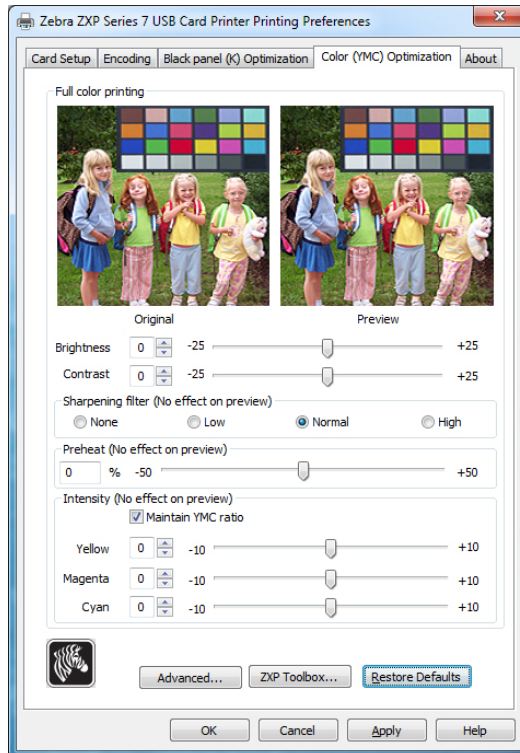 Zebra ZXP Series 7 USB Card Printer Printing Preferences
Card Setup Encoding Black panel (K) Optimization Color (YMC) Optimization About
Full color printing
Original Preview
Brightness 0 -25 +25
Contrast 0 -25 +25
Sharpening filter (No effect on preview)
None Low Normal High
Preheat (No effect on preview)
0 % -50 +50
Intensity (No effect on preview)
Maintain YMC ratio
Yellow 0 -10 +10
Magenta 0 -10 +10
Cyan 0 -10 +10
Advanced... ZXP Toolbox... Restore Defaults
OK Cancel Apply Help